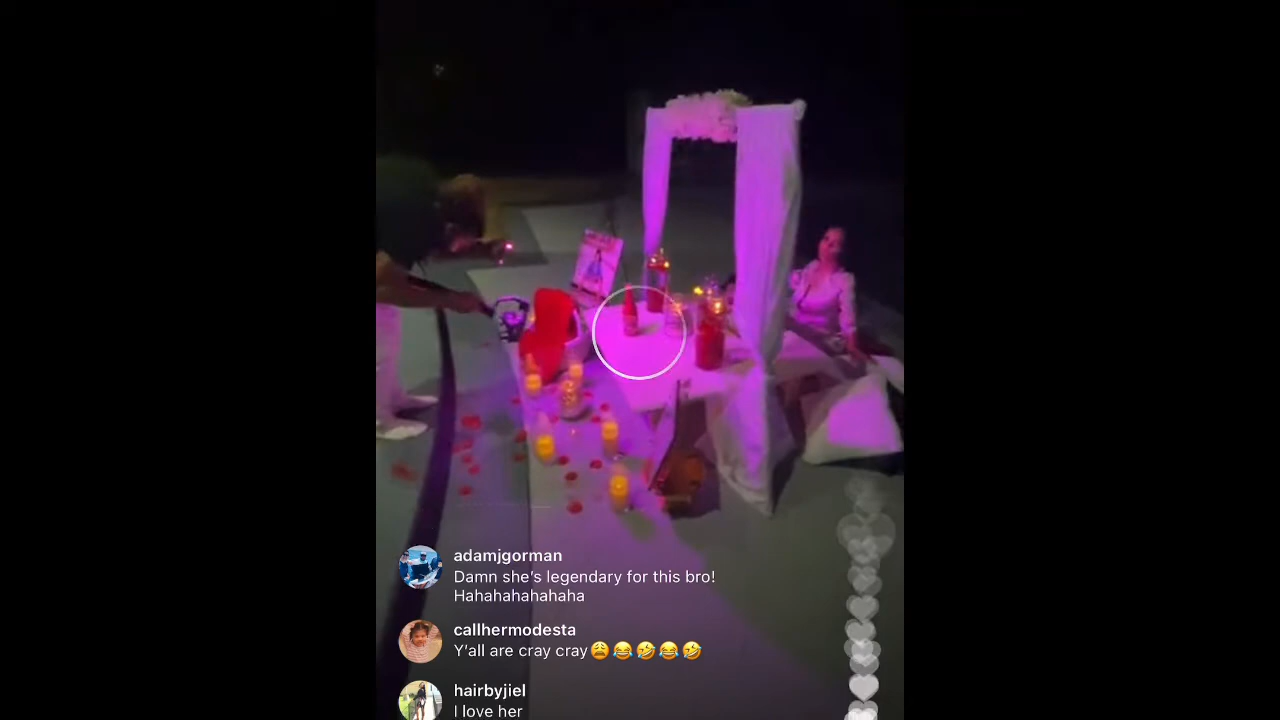 adamjgorman
Damn she's legendary for this bro!
Hahahahahahaha
callhermodesta
Y'all are cray cray😩😂🤣😂🤣
hairbyjiel
I love her